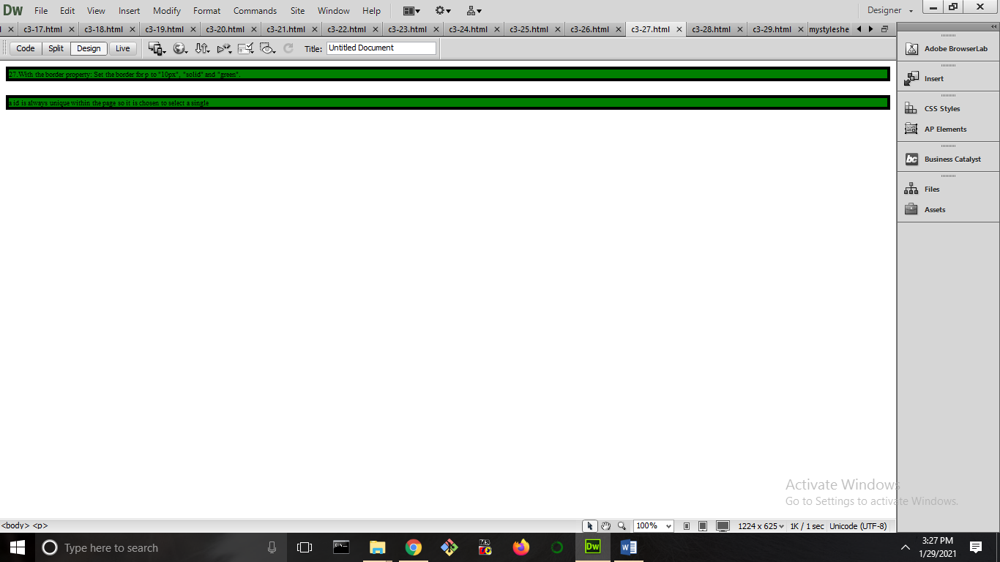 Dw File Edit View Insert Modify Format Commands Site Window Help Designer
c3-17.html c3-18.html c3-19.html c3-20.html c3-21.html c3-22.html c3-23.html c3-24.html c3-25.html c3-26.html c3-27.html c3-28.html c3-29.html mystyleshe
Code Split Design Live Title: Untitled Document
Adobe BrowserLab
27.With the border property: Set the border for p to "10px", "solid" and "green".
Insert
a id is always unique within the page so it is chosen to select a single
CSS Styles
AP Elements
bc Business Catalyst
Files
Assets
Activate Windows
Go to Settings to activate Windows.
<body> <p> 100% 1224 x 625 1K / 1 sec Unicode (UTF-8)
Type here to search Dw 3:27 PM
1/29/2021